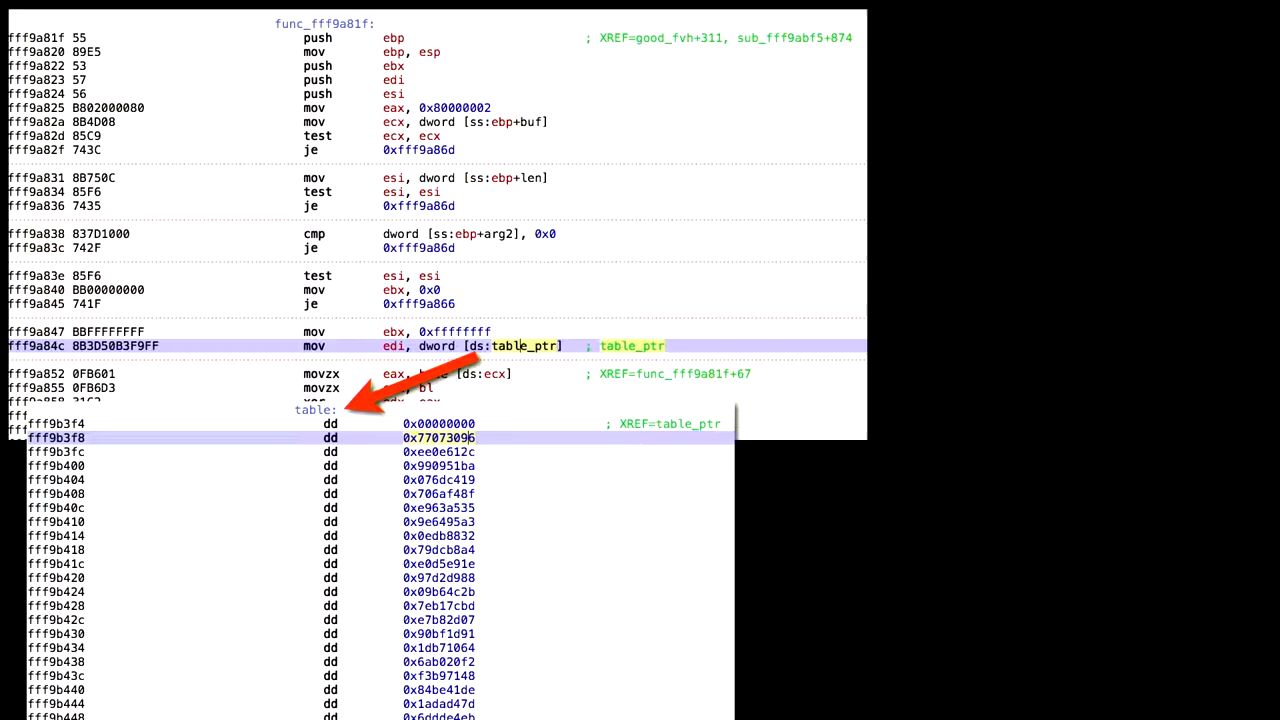 func_fff9a81f:
fff9a81f 55 push ebp ; XREF=good_fvh+311, sub_fff9abf5+874
fff9a820 89E5 mov ebp, esp
fff9a822 53 push ebx
fff9a823 57 push edi
fff9a824 56 push esi
fff9a825 B802000080 mov eax, 0x80000002
fff9a82a 8B4D08 mov ecx, dword [ss:ebp+buf]
fff9a82d 85C9 test ecx, ecx
fff9a82f 743C je 0xfff9a86d
fff9a831 8B750C mov esi, dword [ss:ebp+len]
fff9a834 85F6 test esi, esi
fff9a836 7435 je 0xfff9a86d
fff9a838 837D1000 cmp dword [ss:ebp+arg2], 0x0
fff9a83c 742F je 0xfff9a86d
fff9a83e 85F6 test esi, esi
fff9a840 BB00000000 mov ebx, 0x0
fff9a845 741F je 0xfff9a866
fff9a847 BBFFFFFFFF mov ebx, 0xffffffff
fff9a84c 8B3D50B3F9FF mov edi, dword [ds:table_ptr] ; table_ptr
fff9a852 0FB601 movzx eax, [ds:ecx] ; XREF=func_fff9a81f+67
fff9a855 0FB6D3 movzx bl
table:
fff9b3f4 dd 0x00000000 ; XREF=table_ptr
fff9b3f8 dd 0x77073096
fff9b3fc dd 0xee0e612c
fff9b400 dd 0x990951ba
fff9b404 dd 0x076dc419
fff9b408 dd 0x706af48f
fff9b40c dd 0xe963a535
fff9b410 dd 0x9e6495a3
fff9b414 dd 0x0edb8832
fff9b418 dd 0x79dcb8a4
fff9b41c dd 0xe0d5e91e
fff9b420 dd 0x97d2d988
fff9b424 dd 0x09b64c2b
fff9b428 dd 0x7eb17cbd
fff9b42c dd 0xe7b82d07
fff9b430 dd 0x90bf1d91
fff9b434 dd 0x1db71064
fff9b438 dd 0x6ab020f2
fff9b43c dd 0xf3b97148
fff9b440 dd 0x84be41de
fff9b444 dd 0x1adad47d
fff9b448 dd 0x6ddde4eb